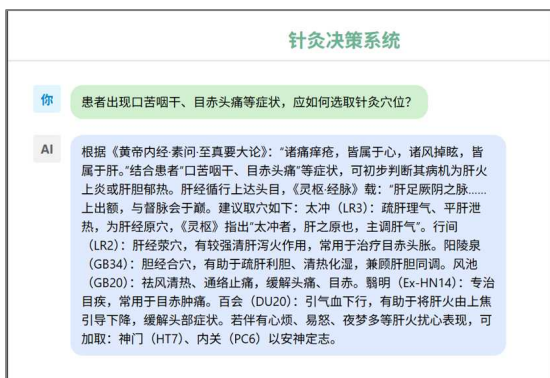 针灸决策系统
你
患者出现口苦咽干、目赤头痛等症状，应如何选取针灸穴位？
AI
根据《黄帝内经·素问·至真要大论》：“诸痛痒疮，皆属于心，诸风掉眩，皆
属于肝。”结合患者“口苦咽干、目赤头痛”等症状，可初步判断其病机为肝火
上炎或肝胆郁热。肝经循行上达头目，《灵枢·经脉》载：“肝足厥阴之脉……
上出额，与督脉会于巅。建议取穴如下：太冲（LR3）：疏肝理气、平肝泄
热，为肝经原穴，《灵枢》指出“太冲者，肝之原也，主调肝气”。行间
（LR2）：肝经荥穴，有较强清肝泻火作用，常用于治疗目赤头胀。阳陵泉
（GB34）：胆经合穴，有助于疏肝利胆、清热化湿，兼顾肝胆同调。风池
（GB20）：祛风清热、通络止痛，缓解头痛、目赤。翳明（Ex-HN14）：专治
目疾，常用于目赤肿痛。百会（DU20）：引气血下行，有助于将肝火由上焦
引导下降，缓解头部症状。若伴有心烦、易怒、夜梦多等肝火扰心表现，可
加取：神门（HT7）、内关（PC6）以安神定志。